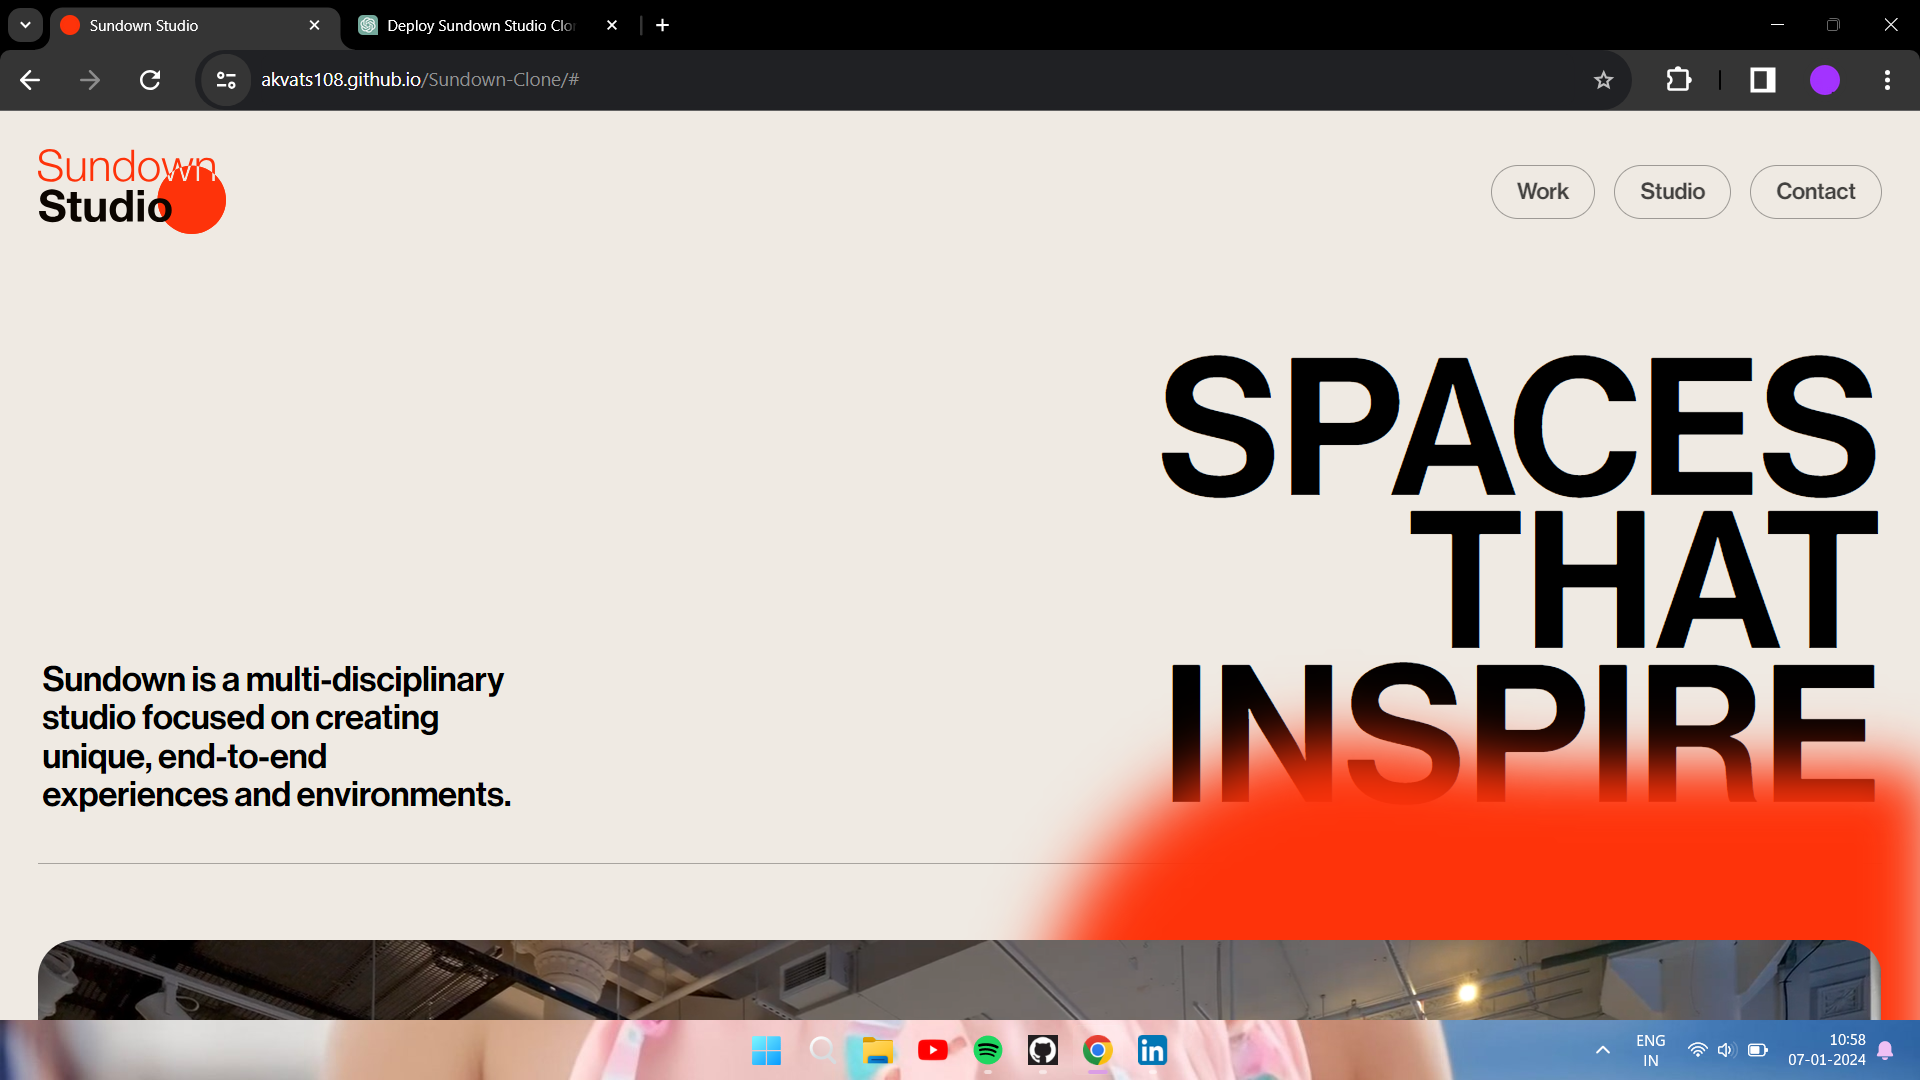 Sundown Studio
Deploy Sundown Studio Clo
akvats108.github.io/Sundown-Clone/#
Sundown
Studio
Work
Studio
Contact
SPACES
THAT
INSPIRE
Sundown is a multi-disciplinary
studio focused on creating
unique, end-to-end
experiences and environments.
in
ENG
IN
10:58
07-01-2024